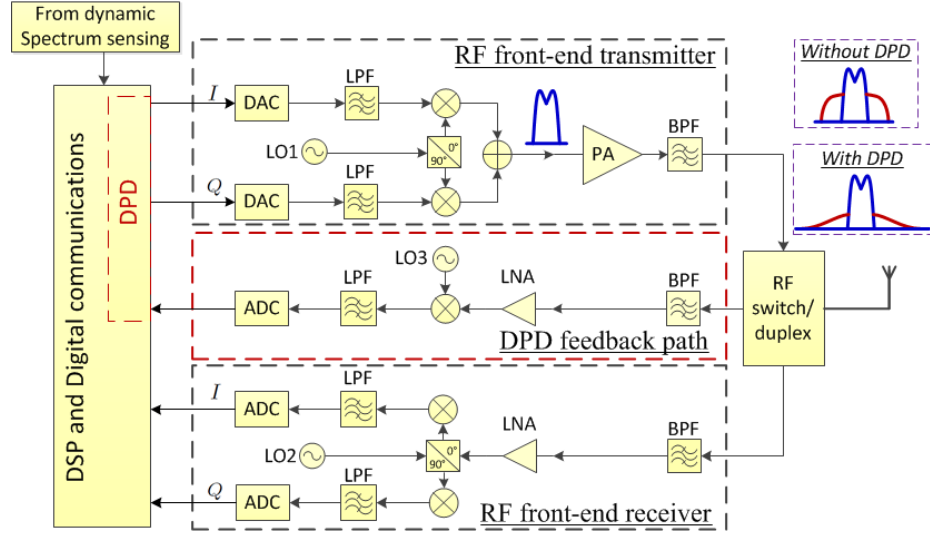 From dynamic
Spectrum sensing
RF front-end transmitter
Without DPD
With DPD
DSP and Digital communications
DPD
I
DAC
LPF
LO1
0°
90°
PA
BPF
Q
DAC
LPF
LO3
LPF
LNA
BPF
ADC
DPD feedback path
RF
switch/
duplex
I
ADC
LPF
LNA
BPF
LO2
0°
90°
Q
ADC
LPF
RF front-end receiver